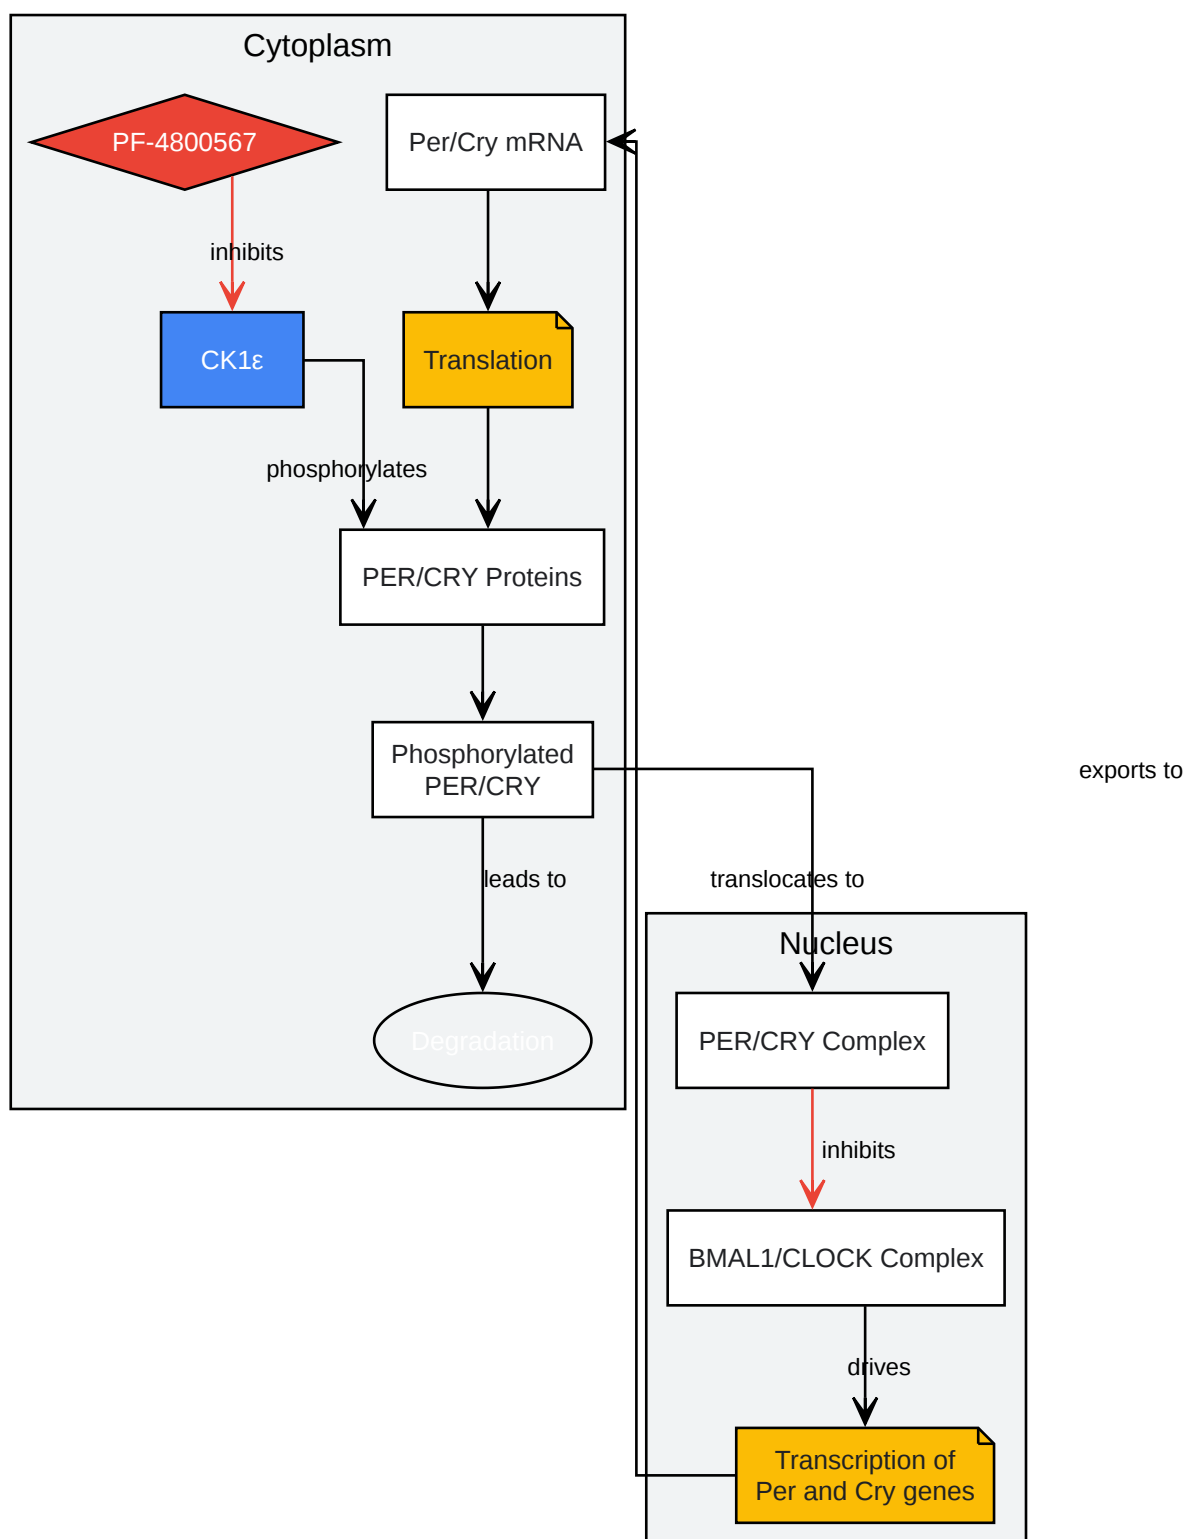 Cytoplasm
PF-4800567
Per/Cry mRNA
inhibits
CK1ε
Translation
phosphorylates
PER/CRY Proteins
Phosphorylated
PER/CRY
exports to
leads to
translocates to
Nucleus
Degradation
PER/CRY Complex
inhibits
BMAL1/CLOCK Complex
drives
Transcription of
Per and Cry genes